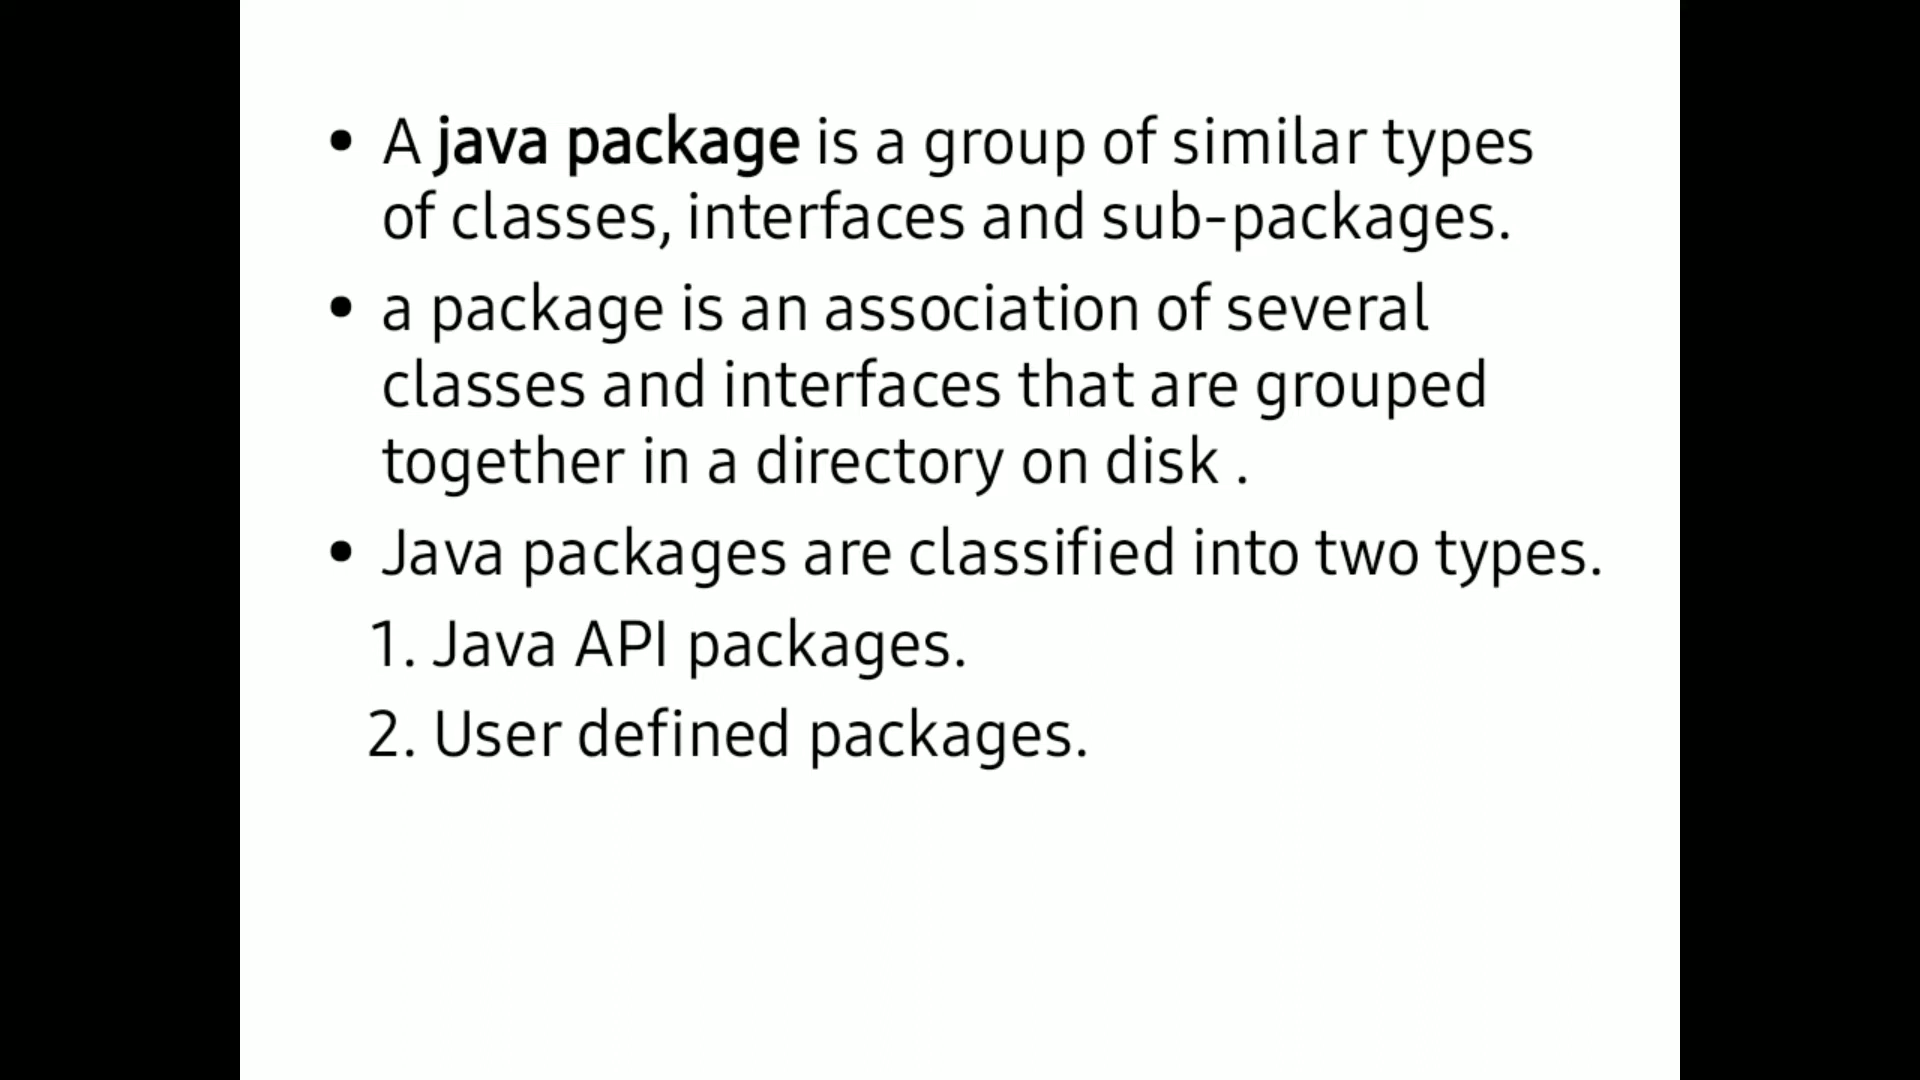 • A java package is a group of similar types
of classes, interfaces and sub-packages.
• a package is an association of several
classes and interfaces that are grouped
together in a directory on disk .
• Java packages are classified into two types.
1. Java API packages.
2. User defined packages.